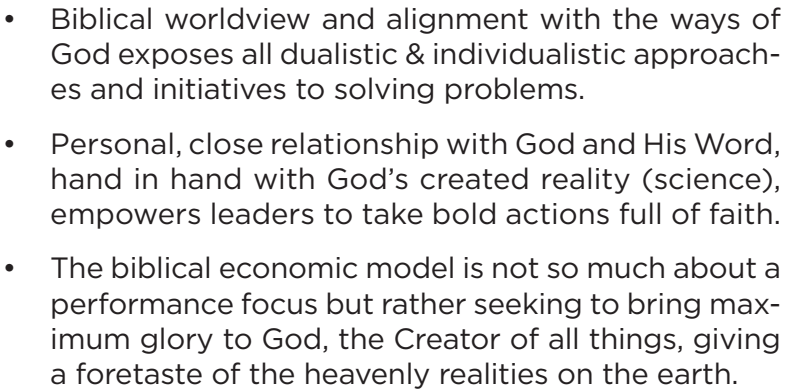 • Biblical worldview and alignment with the ways of
God exposes all dualistic & individualistic approach-
es and initiatives to solving problems.
• Personal, close relationship with God and His Word,
hand in hand with God’s created reality (science),
empowers leaders to take bold actions full of faith.
• The biblical economic model is not so much about a
performance focus but rather seeking to bring max-
imum glory to God, the Creator of all things, giving
a foretaste of the heavenly realities on the earth.